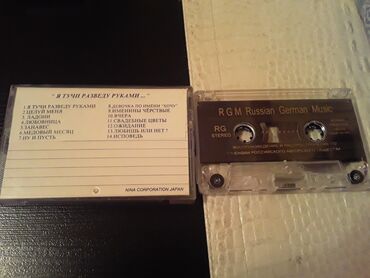 " Я ТУЧИ РАЗВЕДУ РУКАМИ ... "
1.Я ТУЧИ РАЗВЕДУ РУКАМИ
2.ЦЕЛУЙ МЕНЯ
3. ЛАДОНИ
4. ЛЮБОВНИЦА
5.ЗАНАВЕС
6.МЕДОВЫЙ МЕСЯЦ
7.НУ И ПУСТЬ
8.ДЕВОЧКА ПО ИМЕНИ "ХОЧУ"
9.ИМЕНИНЫ ЧЁРСТВЫЕ
10.ВЧЕРА
11. СВАДЕБНЫЕ ЦВЕТЫ
12.ОЖИДАНИЕ
13.ЛЮБИШЬ ИЛИ НЕТ ?
14.ИСПОВЕДЬ
NINA CORPORATION JAPAN
R G M Russian German Music
RG
STEREO